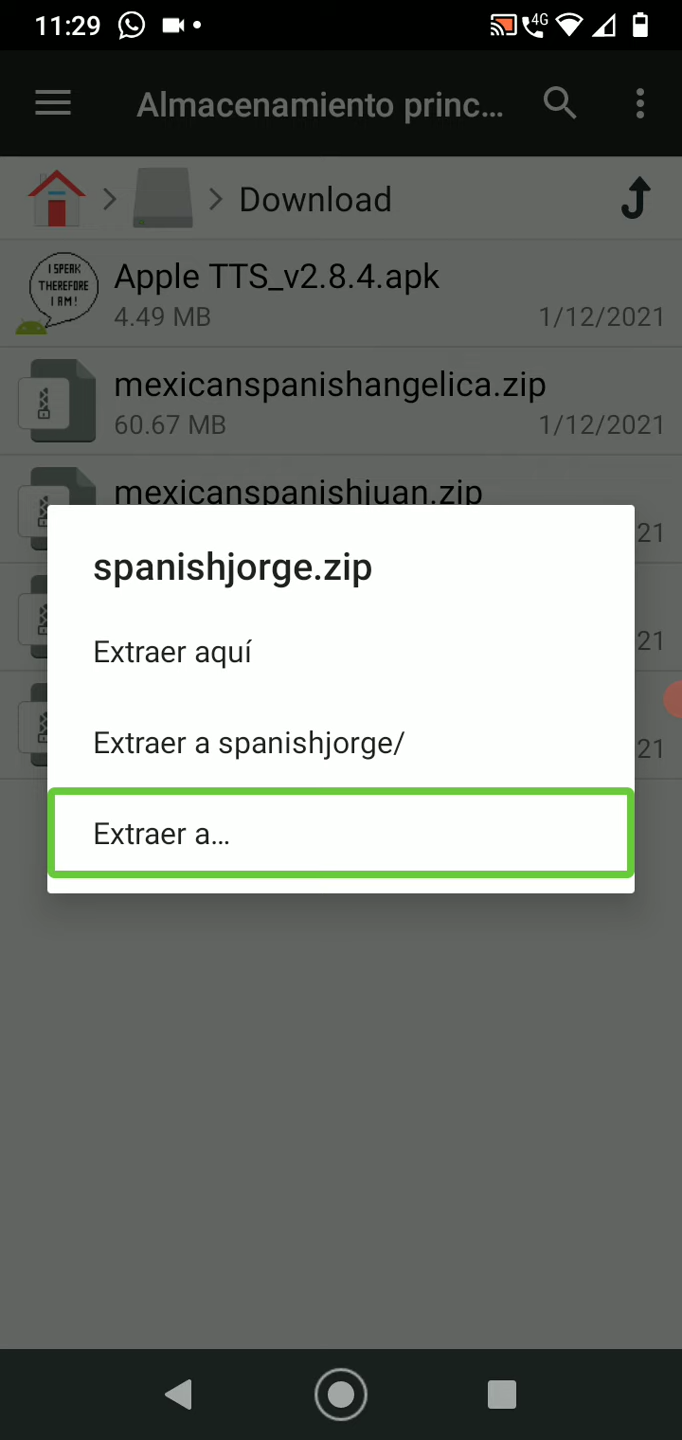 11:29
4G
Almacenamiento princ...
Download
I SPEAK
THEREFORE
I AM!
Apple TTS_v2.8.4.apk
4.49 MB 1/12/2021
mexicanspanishangelica.zip
60.67 MB 1/12/2021
mexicanspanishjuan.zip
21
spanishjorge.zip
Extraer aquí
21
Extraer a spanishjorge/
21
Extraer a...